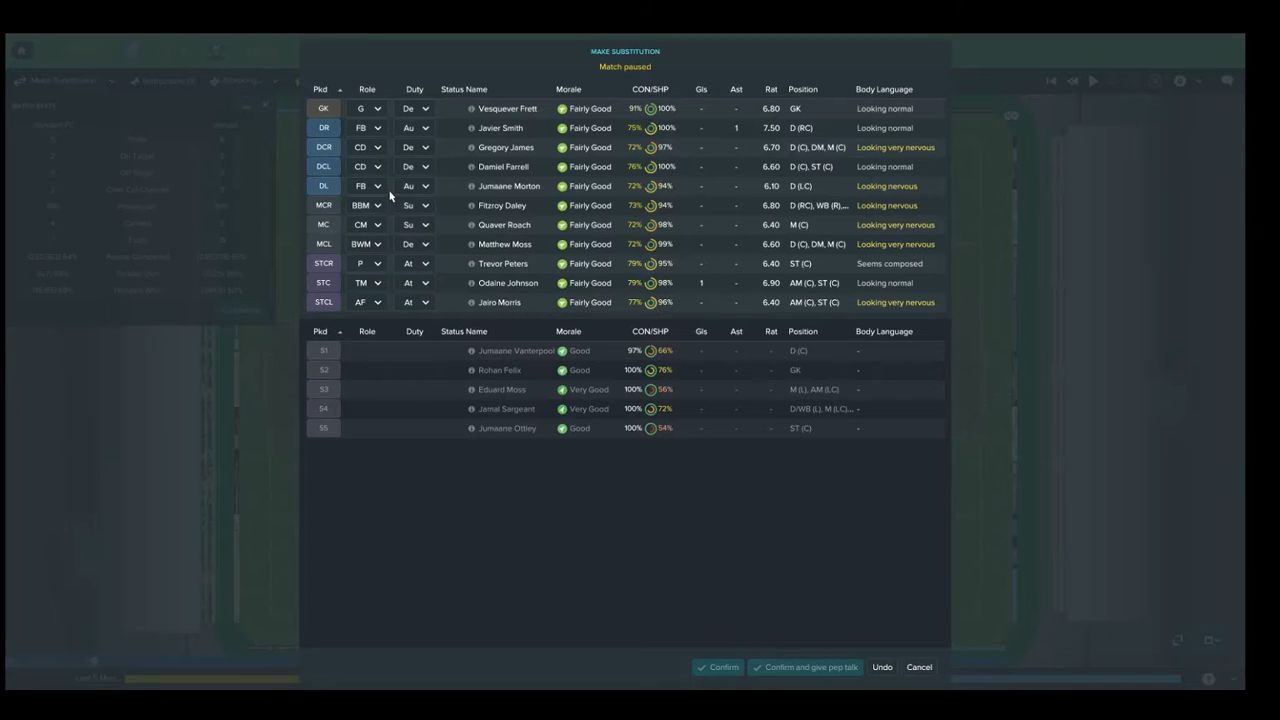 MAKE SUBSTITUTION
Match paused
Pkd Role Duty Status Name Morale CON/SHP Gls Ast Rat Position Body Language
GK G De Vesquever Frett Fairly Good 91% 100% - - 6.80 GK Looking normal
DR FB Au Javier Smith Fairly Good 75% 100% - 1 7.50 D (RC) Looking normal
DCR CD De Gregory James Fairly Good 72% 97% - - 6.70 D (C), DM, M (C) Looking very nervous
DCL CD De Damiel Farrell Fairly Good 76% 100% - - 6.60 D (C), ST (C) Looking normal
DL FB Au Jumaane Morton Fairly Good 72% 94% - - 6.10 D (LC) Looking nervous
MCR BBM Su Fitzroy Daley Fairly Good 73% 94% - - 6.80 D (RC), WB (R),... Looking nervous
MC CM Su Quaver Roach Fairly Good 72% 98% - - 6.40 M (C) Looking very nervous
MCL BWM De Matthew Moss Fairly Good 72% 99% - - 6.60 D (C), DM, M (C) Looking very nervous
STCR P At Trevor Peters Fairly Good 79% 95% - - 6.40 ST (C) Seems composed
STC TM At Odaine Johnson Fairly Good 79% 98% 1 - 6.90 AM (C), ST (C) Looking normal
STCL AF At Jairo Morris Fairly Good 77% 96% - - 6.40 AM (C), ST (C) Looking very nervous
Pkd Role Duty Status Name Morale CON/SHP Gls Ast Rat Position Body Language
S1 Jumaane Vanterpool Good 97% 66% - - - D (C) -
S2 Rohan Felix Good 100% 76% - - - GK -
S3 Eduard Moss Very Good 100% 56% - - - M (L), AM (LC) -
S4 Jamal Sargeant Very Good 100% 72% - - - D/WB (L), M (LC)... -
S5 Jumaane Ottley Good 100% 54% - - - ST (C) -
Confirm Confirm and give pep talk Undo Cancel